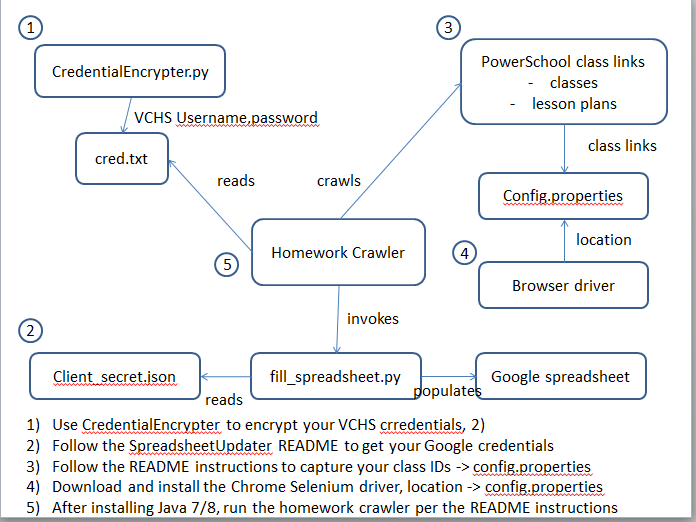 1
CredentialEncrypter.py
VCHS Username,password
cred.txt
reads
crawls
3
PowerSchool class links
- classes
- lesson plans
class links
Config.properties
location
4
Browser driver
Homework Crawler
5
invokes
2
Client_secret.json
reads
fill_spreadsheet.py
populates
Google spreadsheet
1) Use CredentialEncrypter to encrypt your VCHS crredentials, 2)
2) Follow the SpreadsheetUpdater README to get your Google credentials
3) Follow the README instructions to capture your class IDs -> config.properties
4) Download and install the Chrome Selenium driver, location -> config.properties
5) After installing Java 7/8, run the homework crawler per the README instructions